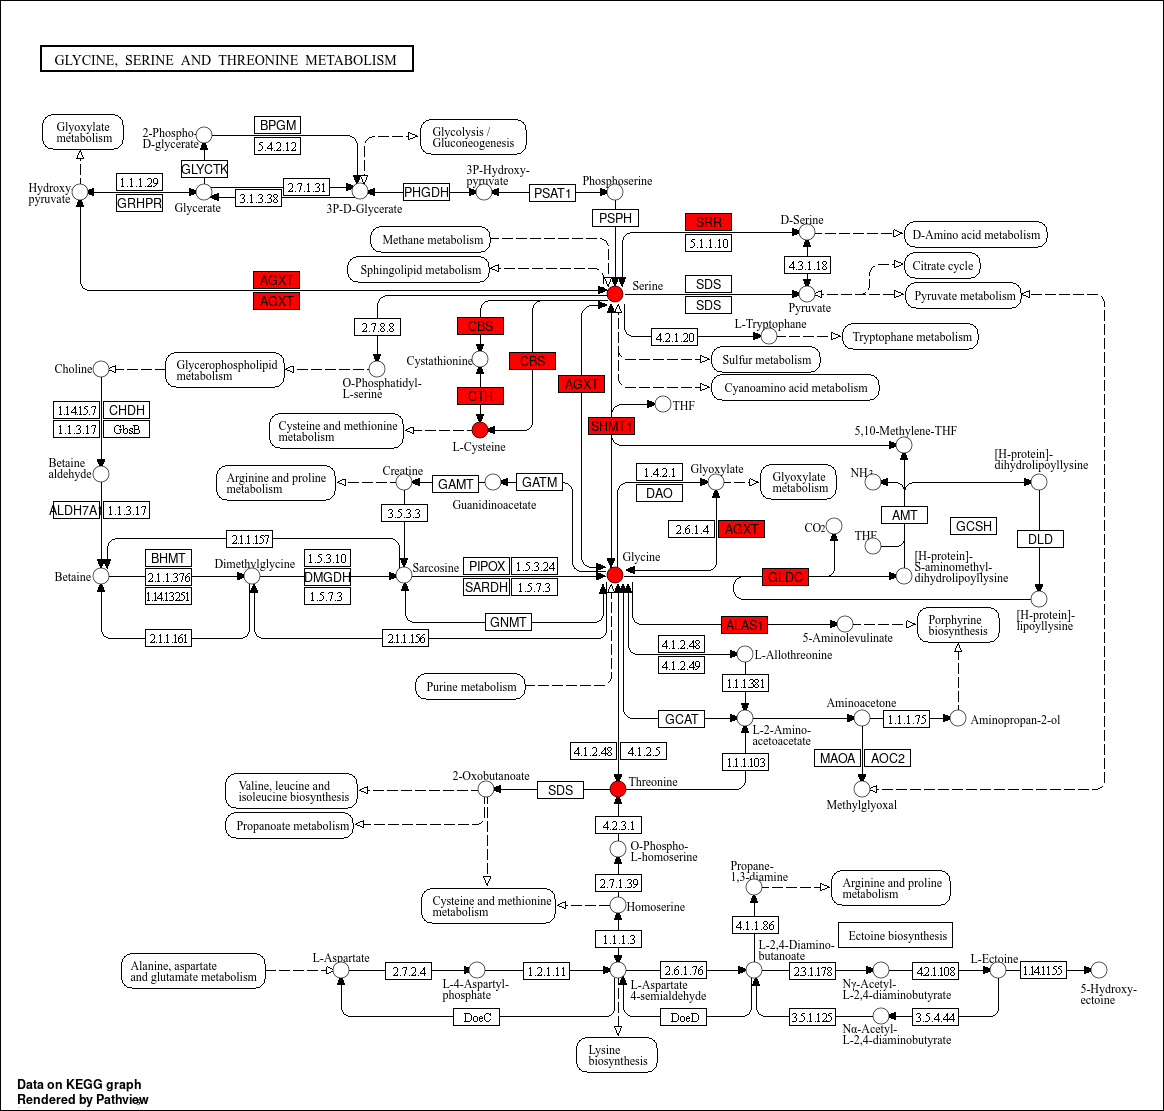 GLYCINE, SERINE AND THREONINE METABOLISM
Glyoxylate
metabolism
2-Phospho-
D-glycerate
BPGM
5.4.2.12
Glycolysis /
Gluconeogenesis
GLYCTK
Hydroxy
pyruvate
1.1.1.29
GRHPR
Glycerate
2.7.1.31
3.1.3.38
3P-D-Glycerate
PHGDH
3P-Hydroxy-
pyruvate
PSAT1
Phosphoserine
PSPH
SRR
5.1.1.10
D-Serine
D-Amino acid metabolism
Methane metabolism
Sphingolipid metabolism
4.3.1.18
Citrate cycle
AGXT
AGXT
Serine
SDS
SDS
Pyruvate
Pyruvate metabolism
2.7.8.8
CBS
4.2.1.20
L-Tryptophane
Tryptophane metabolism
Choline
Glycerophospholipid
metabolism
O-Phosphatidyl-
L-serine
Cystathionine
CBS
Sulfur metabolism
AGXT
Cyanoamino acid metabolism
CTH
THF
1.14.15.7
CHDH
1.1.3.17
GbsB
Cysteine and methionine
metabolism
L-Cysteine
SHMT1
5,10-Methylene-THF
Betaine
aldehyde
Arginine and proline
metabolism
Creatine
GAMT
Guanidinoacetate
GATM
1.4.2.1
DAO
Glyoxylate
Glyoxylate
metabolism
NH3
[H-protein]-
dihydrolipoyllysine
ALDH7A1
1.1.3.17
3.5.3.3
2.6.1.4
AGXT
CO2
AMT
GCSH
DLD
THF
2.1.1.157
BHMT
2.1.1.376
1.14.13.251
Dimethylglycine
1.5.3.10
DMGDH
1.5.7.3
Betaine
Sarcosine
PIPOX
1.5.3.24
SARDH
1.5.7.3
Glycine
GLDC
[H-protein]-
S-aminomethyl-
dihydrolipoyllysine
[H-protein]-
lipoyllysine
GNMT
2.1.1.161
2.1.1.156
ALAS1
5-Aminolevulinate
Porphyrine
biosynthesis
4.1.2.48
4.1.2.49
L-Allothreonine
Purine metabolism
1.1.1.381
GCAT
L-2-Amino-
acetoacetate
Aminoacetone
1.1.1.75
Aminopropan-2-ol
4.1.2.48
4.1.2.5
1.1.1.103
MAOA
AOC2
Methylglyoxal
Valine, leucine and
isoleucine biosynthesis
2-Oxobutanoate
SDS
Threonine
Propanoate metabolism
4.2.3.1
O-Phospho-
L-homoserine
2.7.1.39
Propane-
1,3-diamine
Arginine and proline
metabolism
Cysteine and methionine
metabolism
Homoserine
4.1.1.86
Ectoine biosynthesis
1.1.1.3
Alanine, aspartate
and glutamate metabolism
L-Aspartate
2.7.2.4
L-4-Aspartyl-
phosphate
1.2.1.11
L-Aspartate
4-semialdehyde
2.6.1.76
L-2,4-Diamino-
butanoate
2.3.1.178
Nγ-Acetyl-
L-2,4-diaminobutyrate
4.2.1.108
L-Ectoine
1.14.11.55
5-Hydroxy-
ectoine
DoeC
DoeD
3.5.1.125
Nα-Acetyl-
L-2,4-diaminobutyrate
3.5.4.44
Lysine
biosynthesis
Data on KEGG graph
Rendered by Pathview